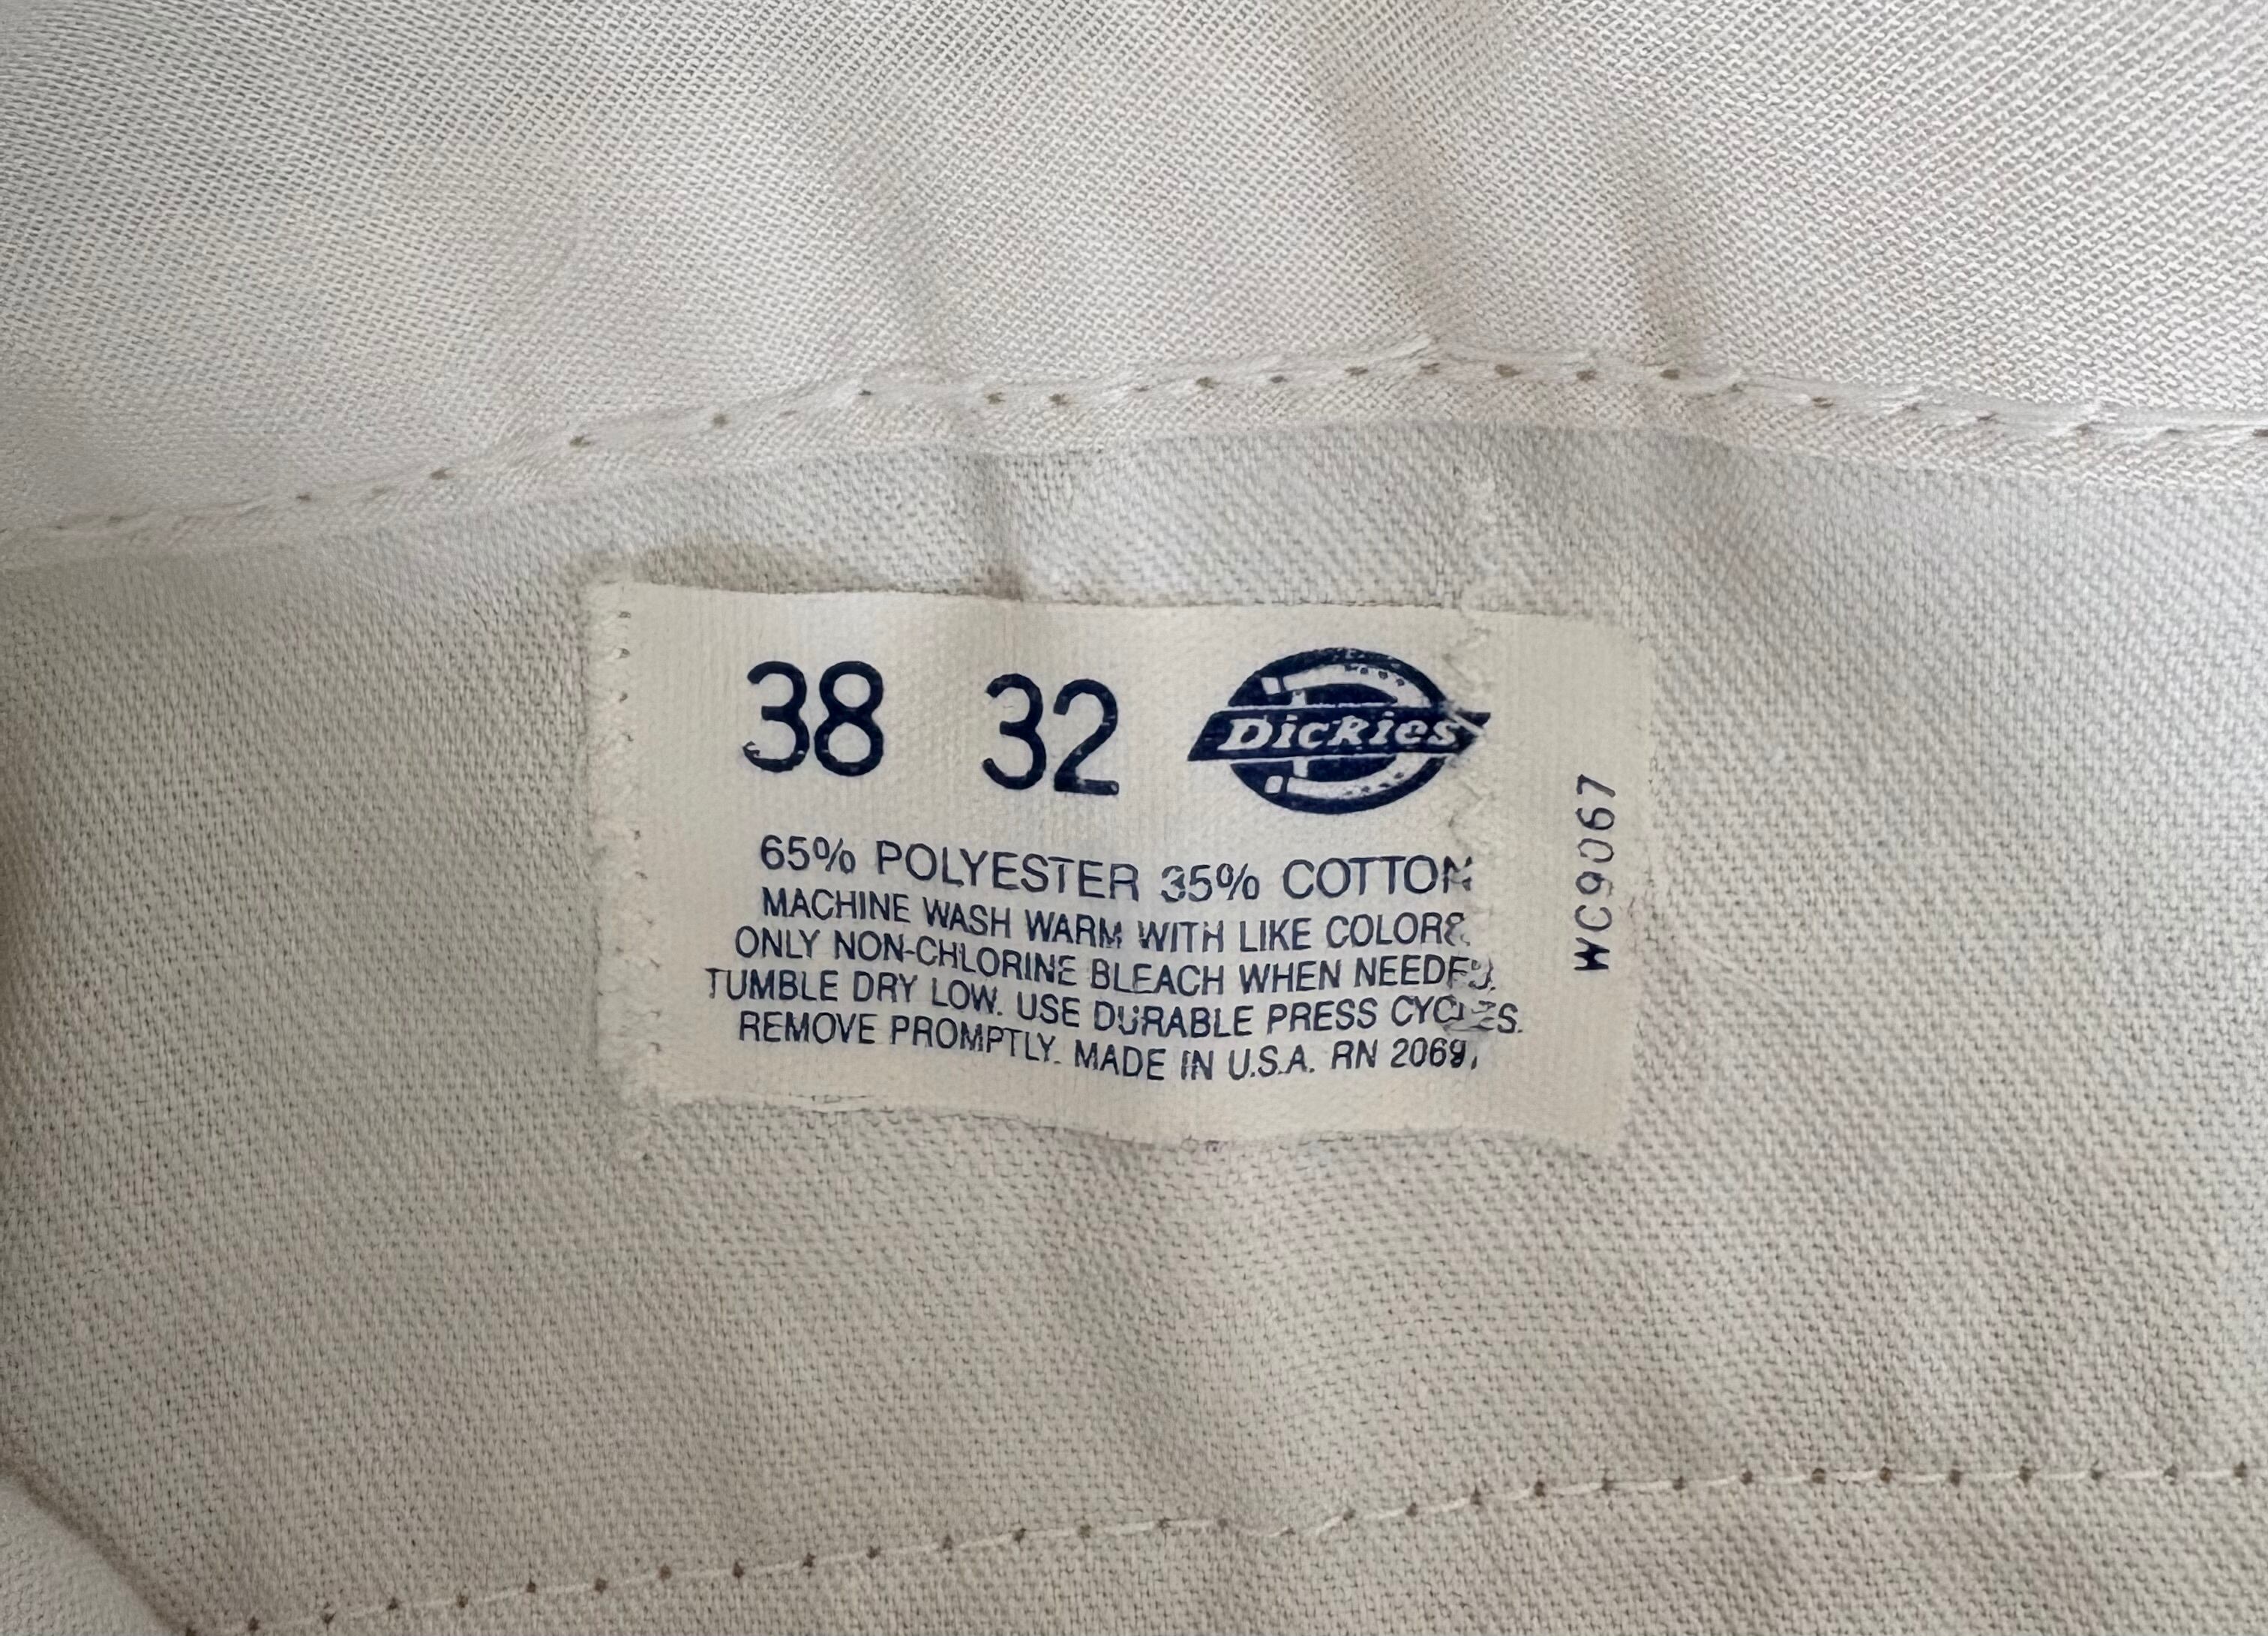 38 32 Dickies
65% POLYESTER 35% COTTON
MACHINE WASH WARM WITH LIKE COLORS.
ONLY NON-CHLORINE BLEACH WHEN NEEDED.
TUMBLE DRY LOW. USE DURABLE PRESS CYCLES.
REMOVE PROMPTLY. MADE IN U.S.A. RN 20697
WC9067